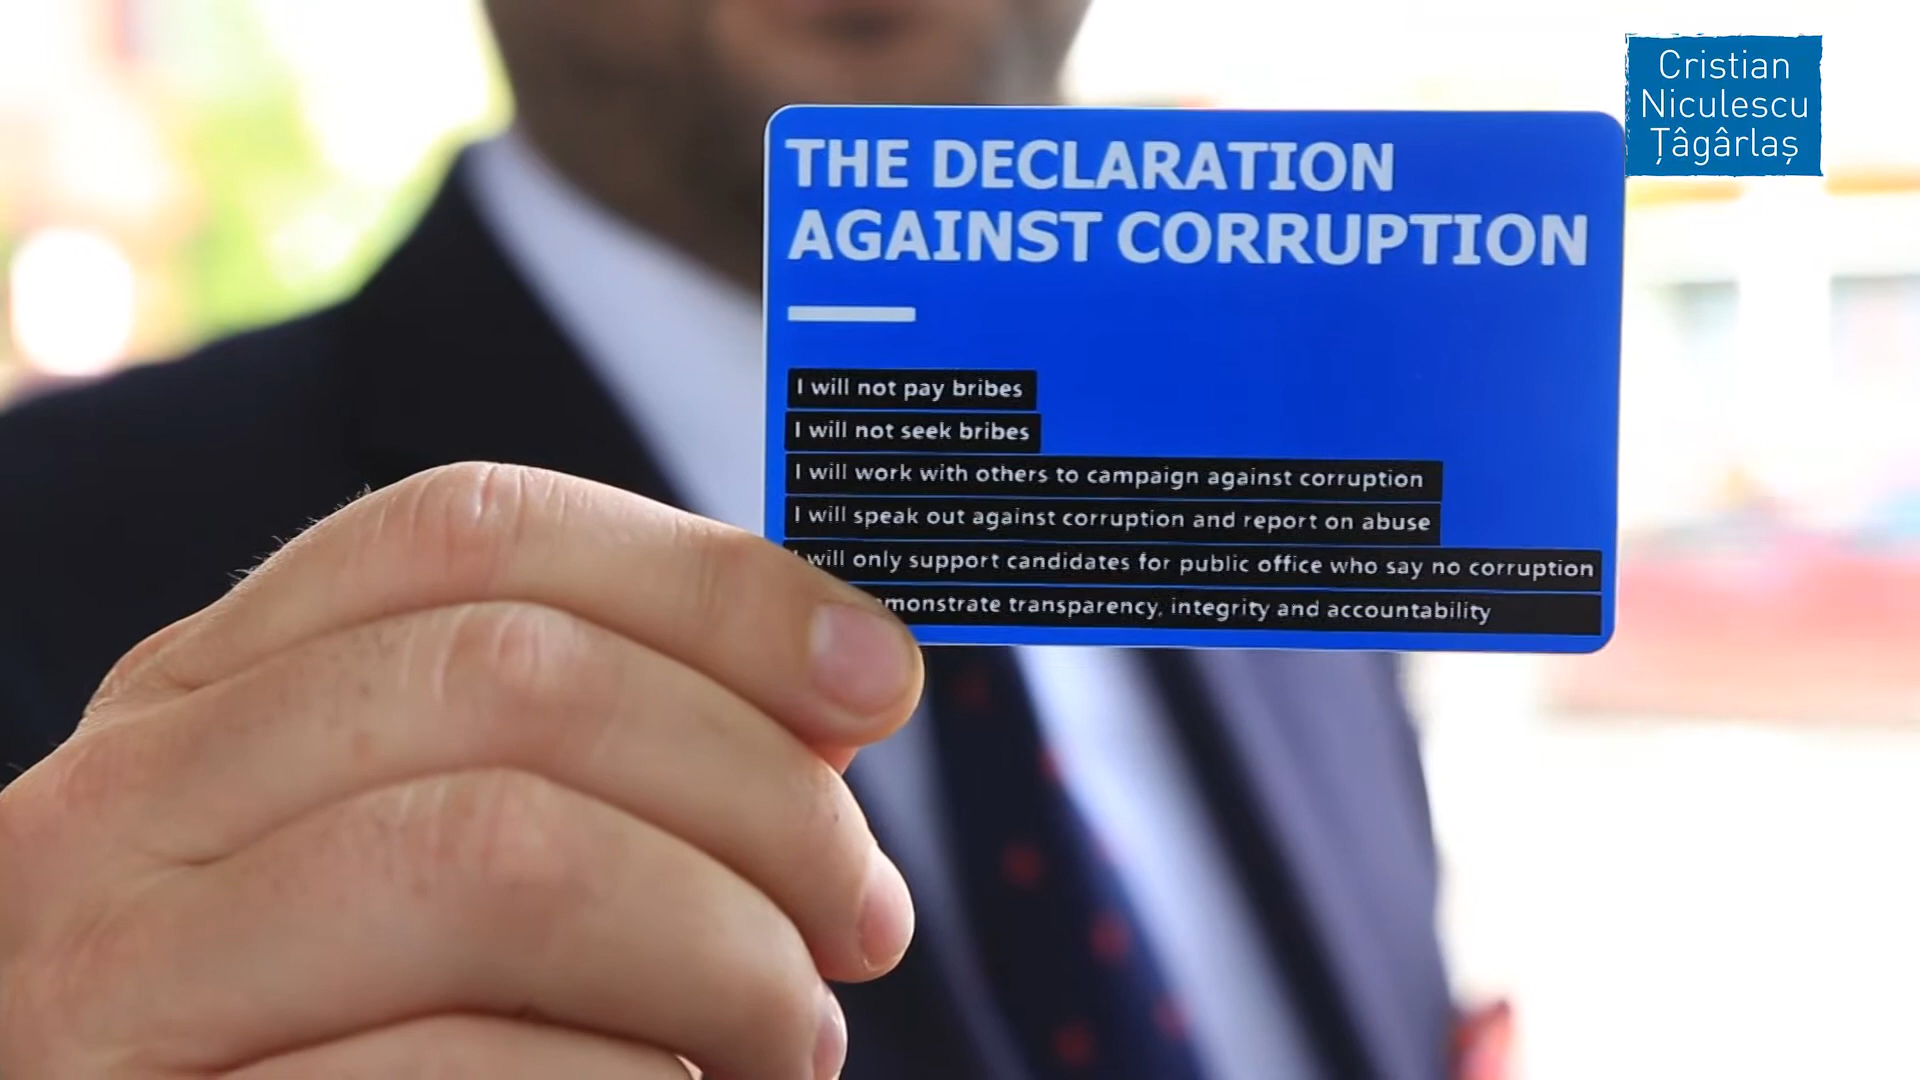 Cristian
Niculescu
Țâgârlaș
THE DECLARATION
AGAINST CORRUPTION
I will not pay bribes
I will not seek bribes
I will work with others to campaign against corruption
I will speak out against corruption and report on abuse
I will only support candidates for public office who say no corruption
transparency, integrity and accountability